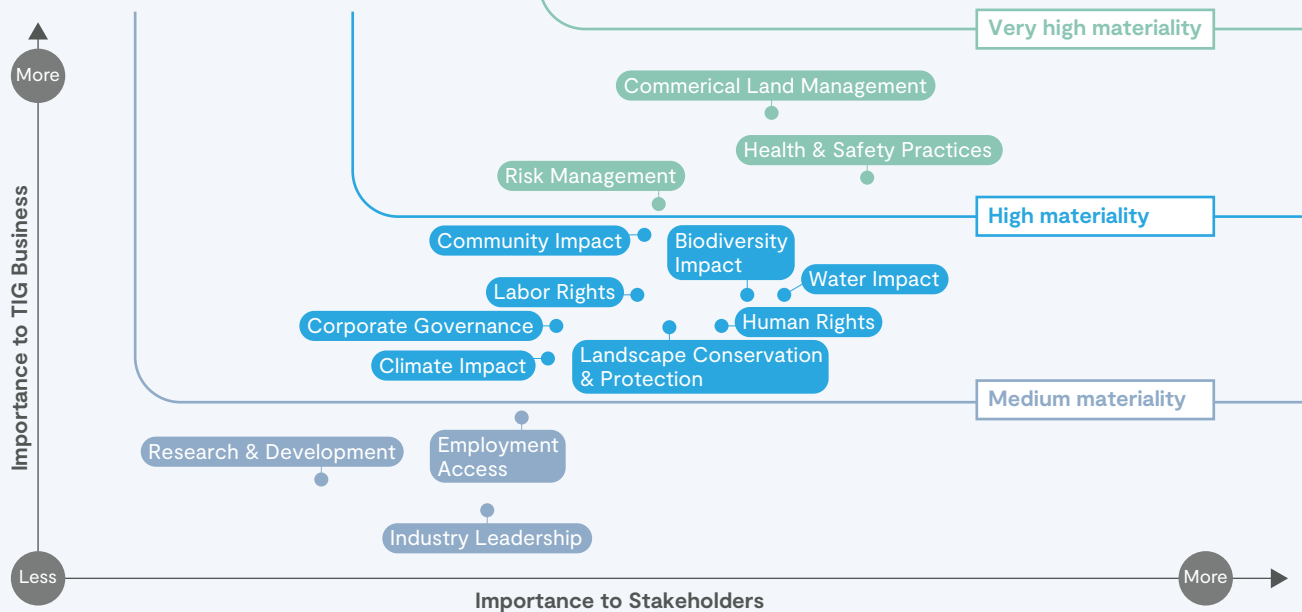 Very high materiality
More
Commerical Land Management
Health & Safety Practices
Risk Management
High materiality
Community Impact
Biodiversity
Impact
Water Impact
Labor Rights
Corporate Governance
Human Rights
Climate Impact
Landscape Conservation
& Protection
Medium materiality
Research & Development
Employment
Access
Industry Leadership
Importance to TIG Business
Less
More
Importance to Stakeholders